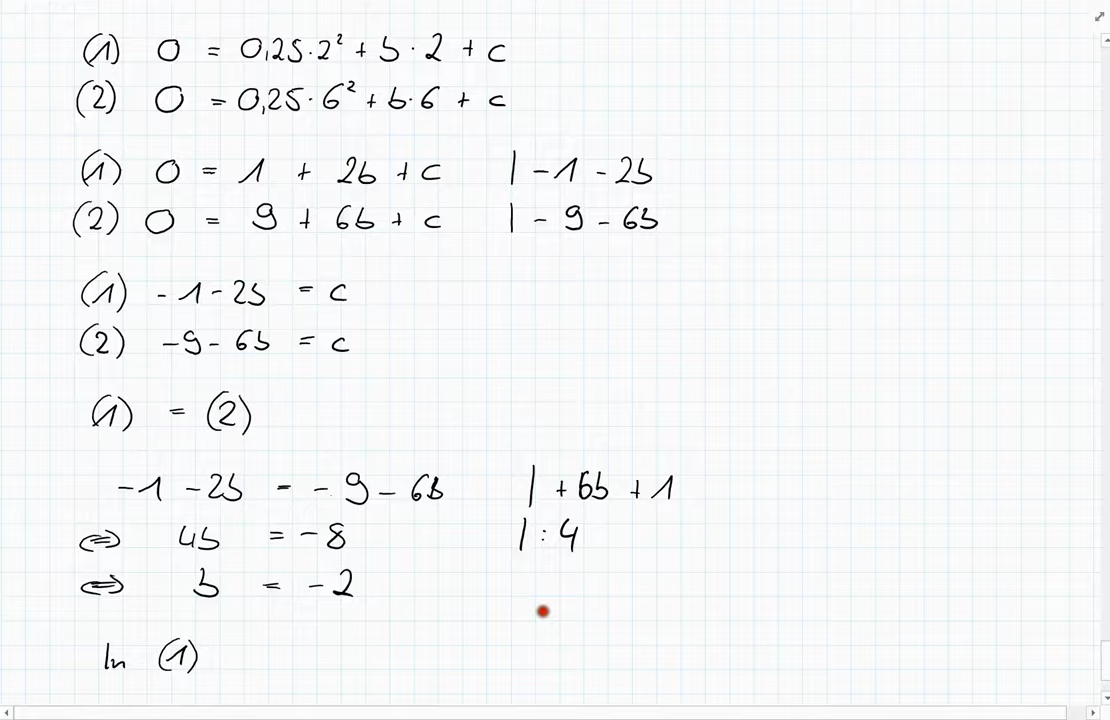 (1) 0 = 0,25·2² + b·2 + c
(2) 0 = 0,25·6² + b·6 + c
(1) 0 = 1 + 2b + c | -1 -2b
(2) 0 = 9 + 6b + c | -9 -6b
(1) -1-2b = c
(2) -9-6b = c
(1) = (2)
-1-2b = -9-6b | +6b +1
⇔ 4b = -8 | :4
⇔ b = -2
In (1)